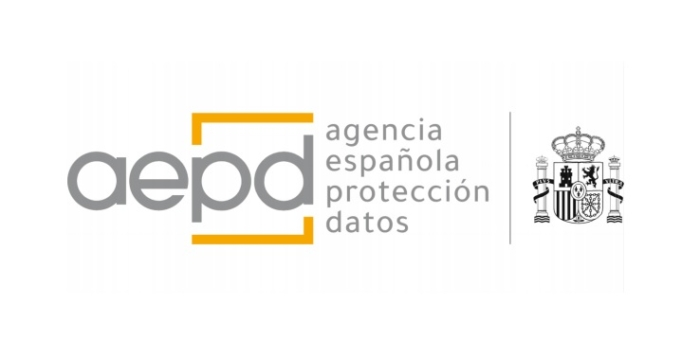 aepd
agencia
española
protección
datos